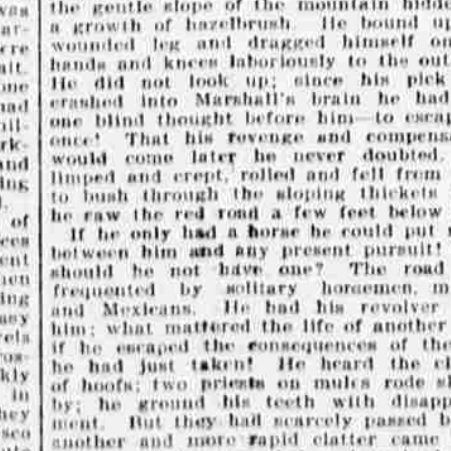 the gentle slope of the mountain hidde
a growth of hazelbrush. He bound up
wounded leg and dragged himself on
hands and knees laboriously to the out
He did not look up; since his pick
crashed into Marshall's brain he had
one blind thought before him—to escap
once! That his revenge and compens
would come later he never doubted.
limped and crept, rolled and fell from
to bush through the sloping thickets
he raw the red road a few feet below
If he only had a horse he could put
between him and any present pursuit!
should he not have one? The road
frequented by solitary horsemen, m
and Mexicans. He had his revolver
him; what mattered the life of another
if he escaped the consequences of the
he had just taken! He heard the cl
of hoofs; two priests on mules rode sl
by; he ground his teeth with disapp
ment. But they had scarcely passed b
another and more rapid clatter came